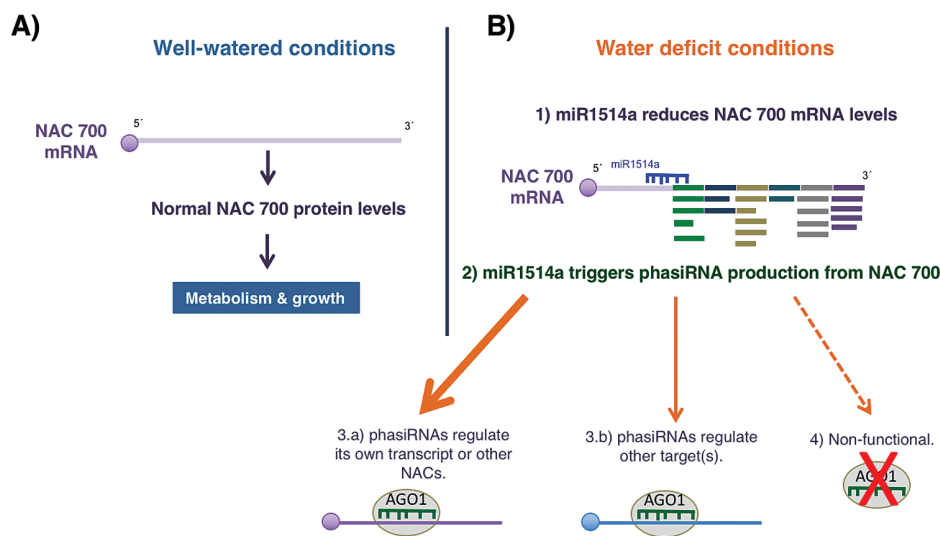 A)
Well-watered conditions
NAC 700
mRNA
5´
3´
Normal NAC 700 protein levels
Metabolism & growth
B)
Water deficit conditions
1) miR1514a reduces NAC 700 mRNA levels
NAC 700
mRNA
5´
miR1514a
3´
2) miR1514a triggers phasiRNA production from NAC 700
3.a) phasiRNAs regulate
its own transcript or other
NACs.
AGO1
3.b) phasiRNAs regulate
other target(s).
AGO1
4) Non-functional.
AGO1